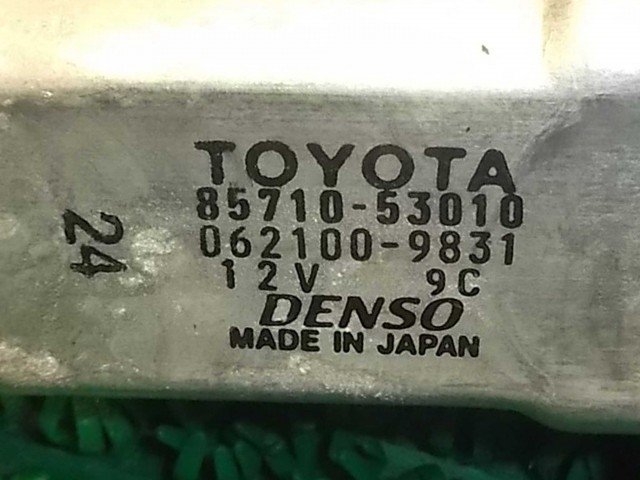 TOYOTA
85710-53010
062100-9831
12V 9C
DENSO
MADE IN JAPAN
24